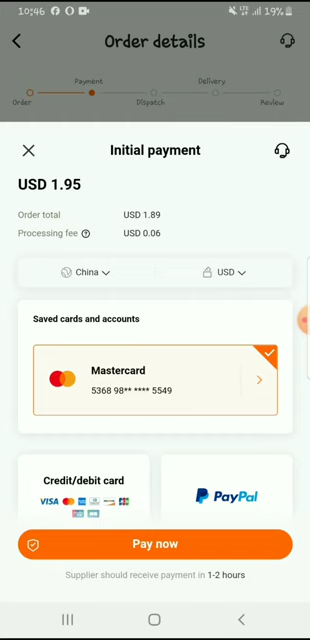 10:46 LTE 19%
Order details
Payment Delivery
Order Dispatch Review
Initial payment
USD 1.95
Order total USD 1.89
Processing fee ? USD 0.06
China USD
Saved cards and accounts
Mastercard
5368 98** **** 5549
Credit/debit card
VISA
PayPal
Pay now
Supplier should receive payment in 1-2 hours